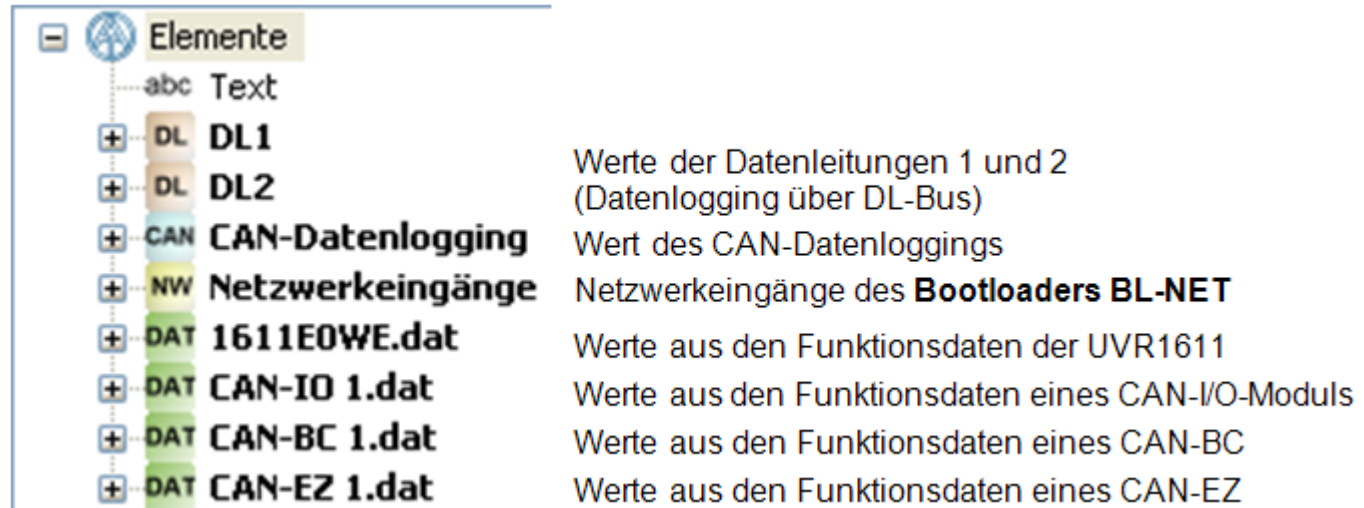 Elemente
abc Text
DL DL1
DL DL2
Werte der Datenleitungen 1 und 2
(Datenlogging über DL-Bus)
CAN CAN-Datenlogging Wert des CAN-Datenloggings
NW Netzwerkeingänge Netzwerkeingänge des Bootloaders BL-NET
DAT 1611E0WE.dat Werte aus den Funktionsdaten der UVR1611
DAT CAN-IO 1.dat Werte aus den Funktionsdaten eines CAN-I/O-Moduls
DAT CAN-BC 1.dat Werte aus den Funktionsdaten eines CAN-BC
DAT CAN-EZ 1.dat Werte aus den Funktionsdaten eines CAN-EZ